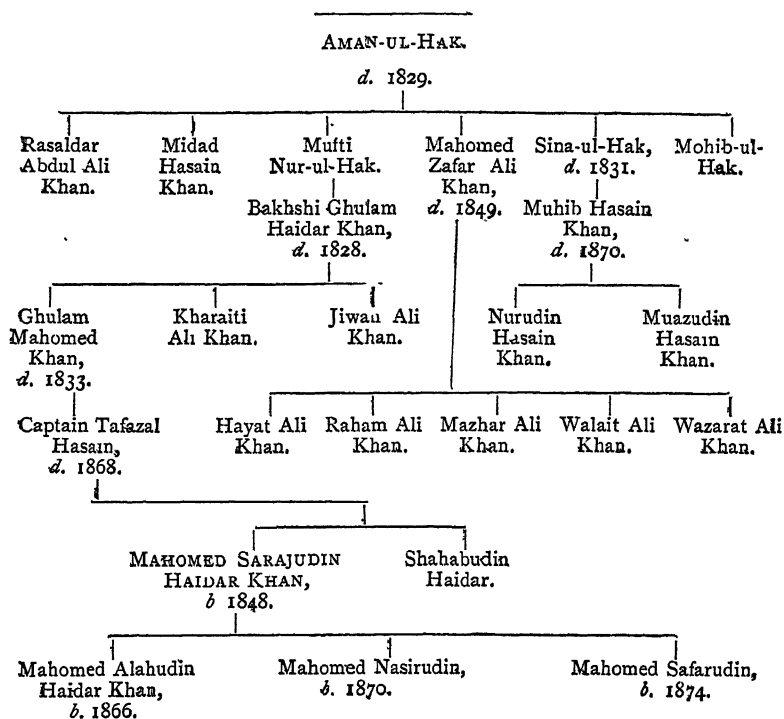 AMAN-UL-HAK.
d. 1829.
Rasaldar
Abdul Ali
Khan.
Midad
Hasain
Khan.
Mufti
Nur-ul-Hak.
Mahomed
Zafar Ali
Khan,
d. 1849.
Sina-ul-Hak,
d. 1831.
Mohib-ul-
Hak.
Bakhshi Ghulam
Haidar Khan,
d. 1828.
Muhib Hasain
Khan,
d. 1870.
Ghulam
Mahomed
Khan,
d. 1833.
Kharaiti
Ali Khan.
Jiwan Ali
Khan.
Nurudin
Hasain
Khan.
Muazudin
Hasain
Khan.
Captain Tafazal
Hasain,
d. 1868.
Hayat Ali
Khan.
Raham Ali
Khan.
Mazhar Ali
Khan.
Walait Ali
Khan.
Wazarat Ali
Khan.
MAHOMED SARAJUDIN
HAIDAR KHAN,
b 1848.
Shahabudin
Haidar.
Mahomed Alahudin
Haidar Khan,
b. 1866.
Mahomed Nasirudin,
b. 1870.
Mahomed Safarudin,
b. 1874.